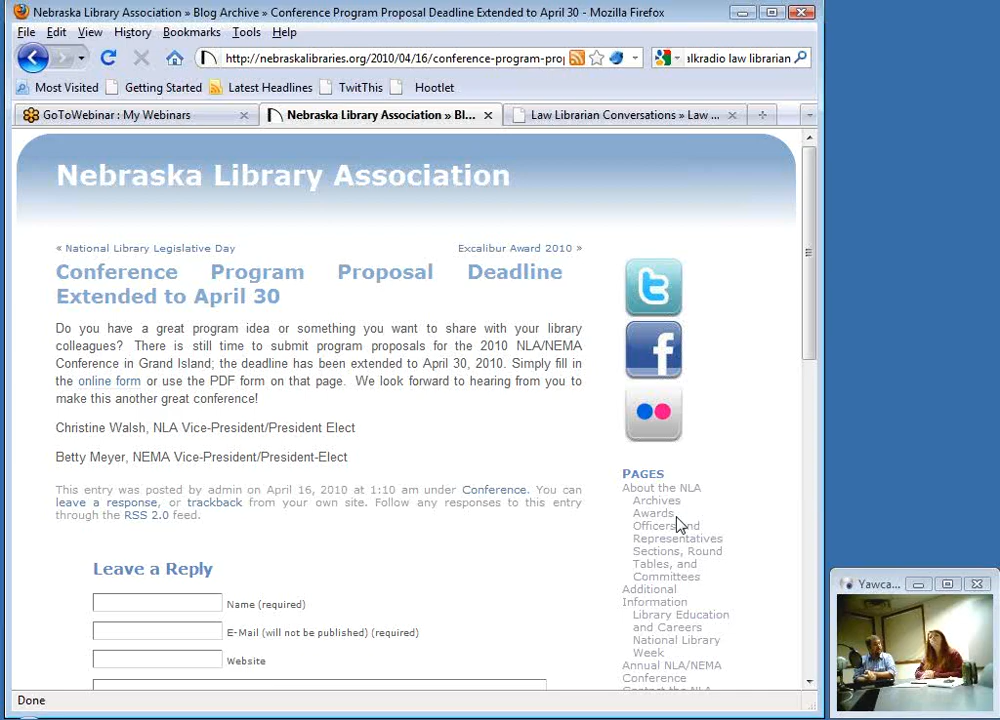 Nebraska Library Association » Blog Archive » Conference Program Proposal Deadline Extended to April 30 - Mozilla Firefox
File Edit View History Bookmarks Tools Help
http://nebraskalibraries.org/2010/04/16/conference-program-prop
alkradio law librarian
Most Visited Getting Started Latest Headlines TwitThis Hootlet
GoToWebinar : My Webinars
Nebraska Library Association » Bl...
Law Librarian Conversations » Law ...
Nebraska Library Association
« National Library Legislative Day
Excalibur Award 2010 »
Conference Program Proposal Deadline
Extended to April 30
Do you have a great program idea or something you want to share with your library
colleagues? There is still time to submit program proposals for the 2010 NLA/NEMA
Conference in Grand Island; the deadline has been extended to April 30, 2010. Simply fill in
the online form or use the PDF form on that page. We look forward to hearing from you to
make this another great conference!
Christine Walsh, NLA Vice-President/President Elect
Betty Meyer, NEMA Vice-President/President-Elect
This entry was posted by admin on April 16, 2010 at 1:10 am under Conference. You can
leave a response, or trackback from your own site. Follow any responses to this entry
through the RSS 2.0 feed.
Leave a Reply
Name (required)
E-Mail (will not be published) (required)
Website
PAGES
About the NLA
Archives
Awards
Officers and
Representatives
Sections, Round
Tables, and
Committees
Additional
Information
Library Education
and Careers
National Library
Week
Annual NLA/NEMA
Conference
Contact the NLA
Done
Yawca...